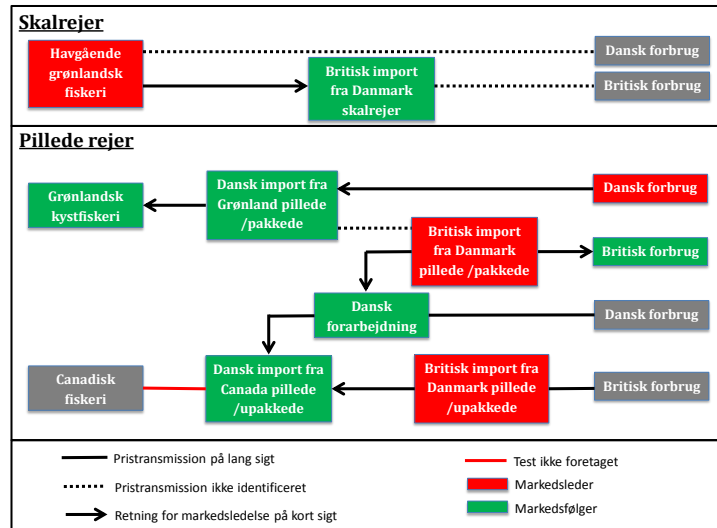 Skalrejer
Havgående
grønlandsk
fiskeri
Britisk import
fra Danmark
skalrejer
Dansk forbrug
Britisk forbrug
Pillede rejer
Grønlandsk
kystfiskeri
Dansk import fra
Grønland pillede
/pakkede
Dansk forbrug
Britisk import
fra Danmark
pillede /pakkede
Britisk forbrug
Dansk
forarbejdning
Dansk forbrug
Canadisk
fiskeri
Dansk import fra
Canada pillede
/upakkede
Britisk import fra
Danmark pillede
/upakkede
Britisk forbrug
Pristransmission på lang sigt
Pristransmission ikke identificeret
Retning for markedsledelse på kort sigt
Test ikke foretaget
Markedsleder
Markedsfølger